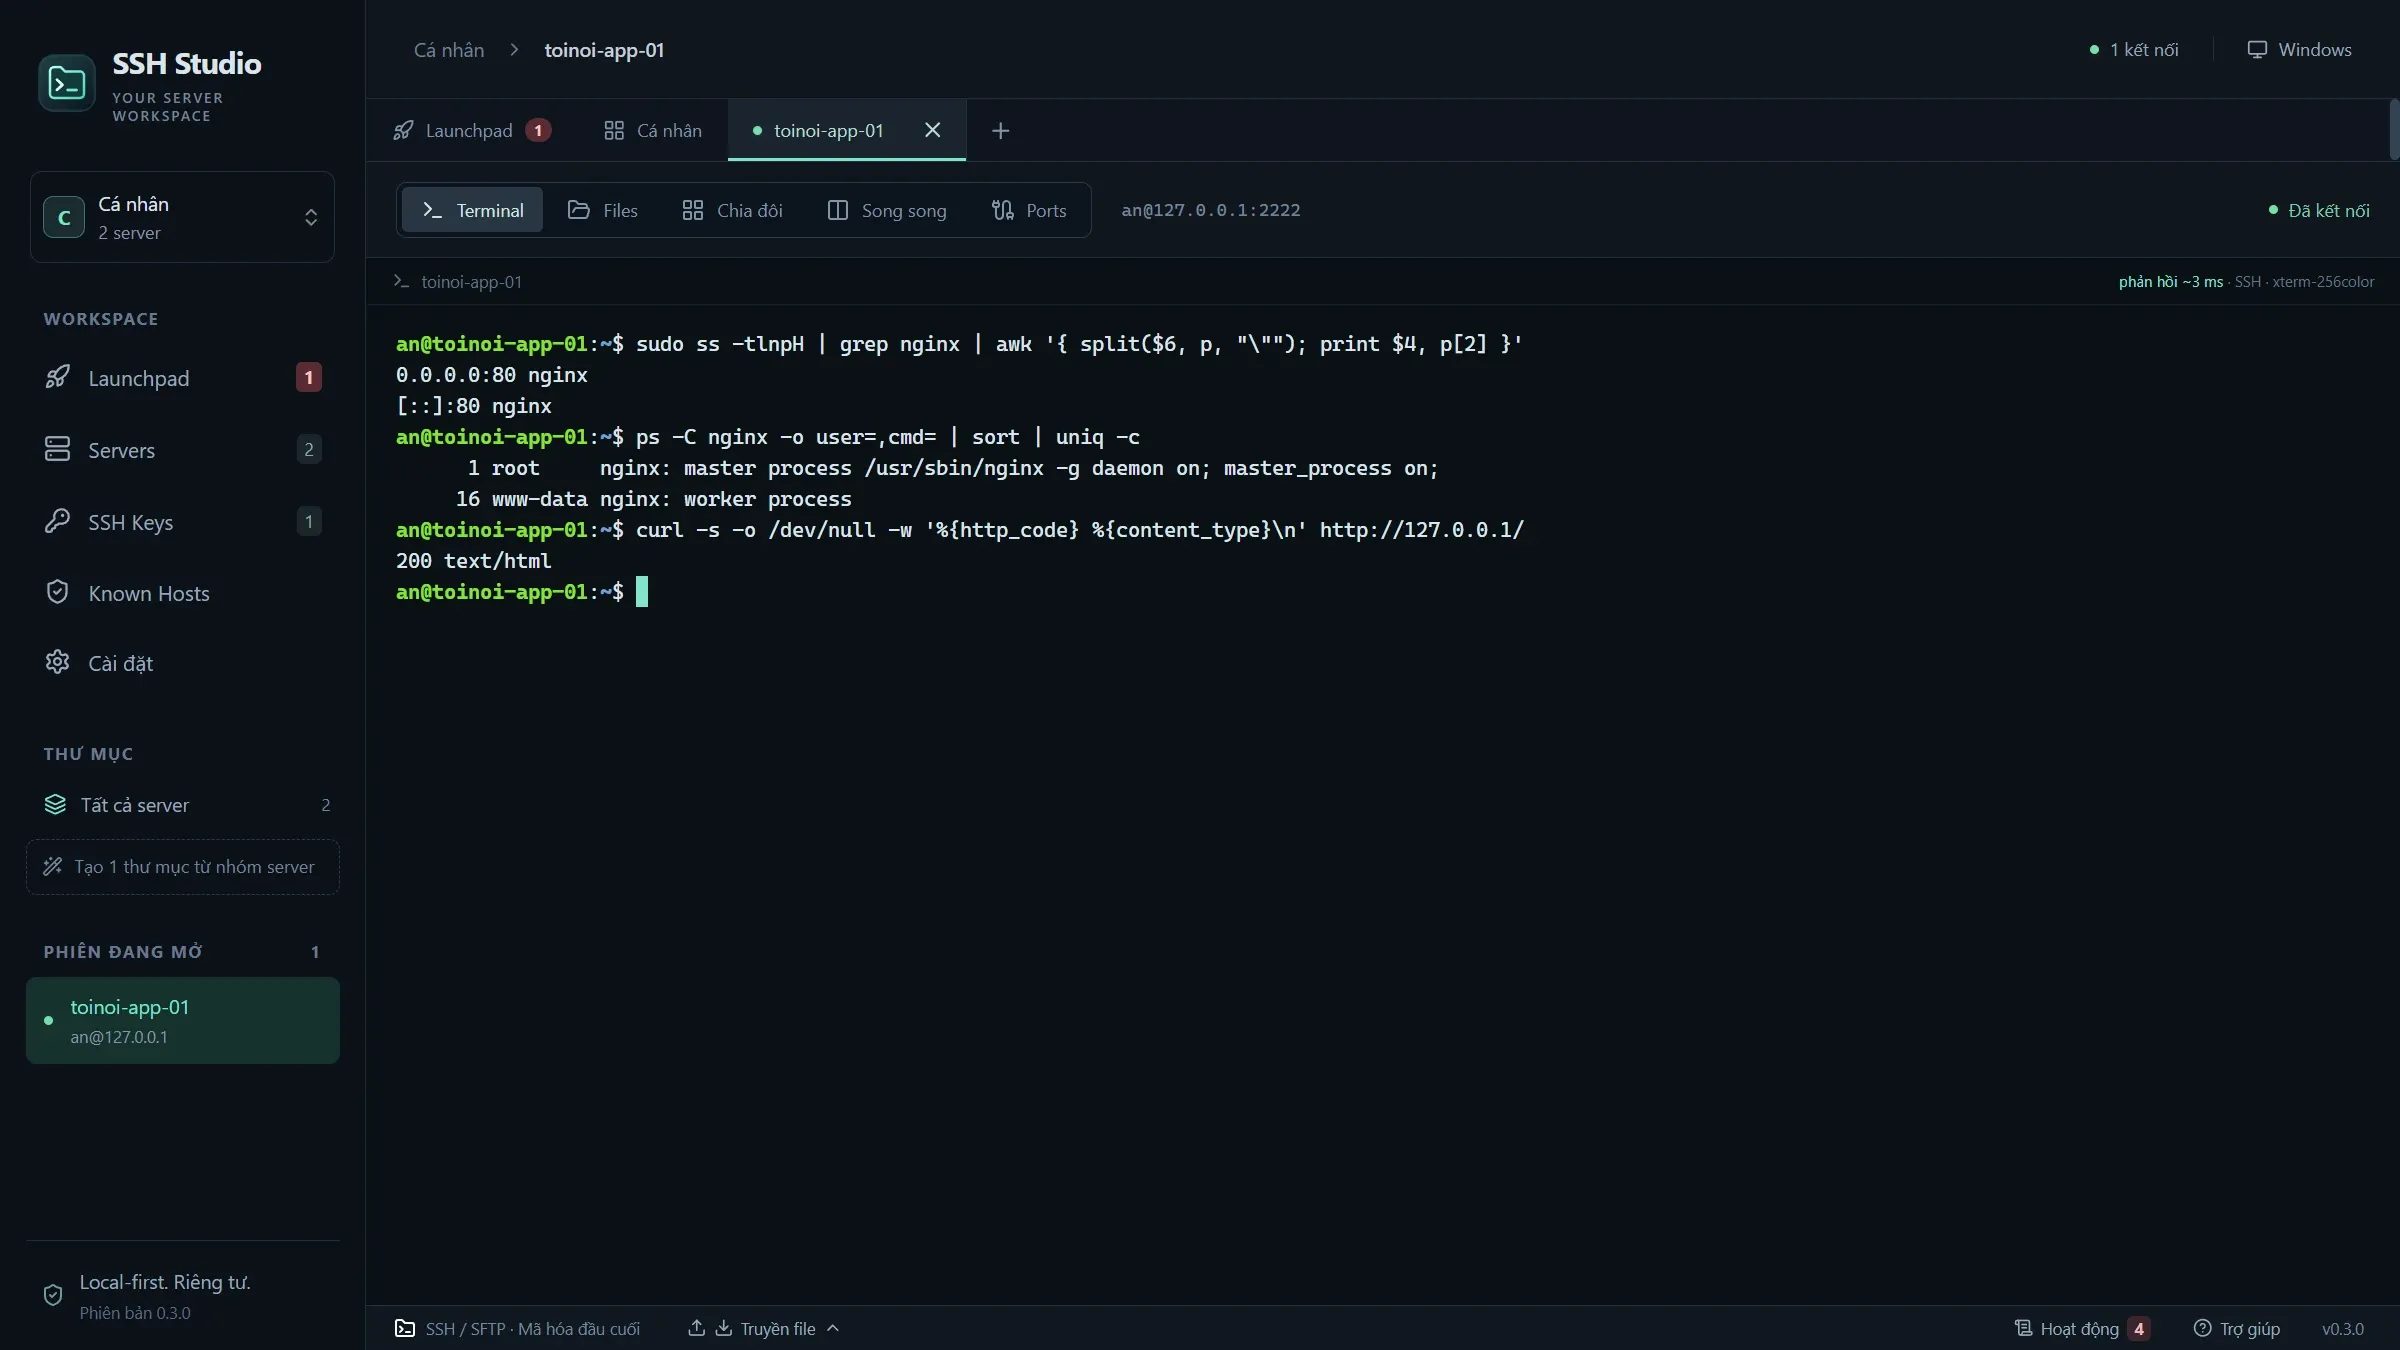 SSH Studio
YOUR SERVER
WORKSPACE
C
Cá nhân
2 server
WORKSPACE
Launchpad 1
Servers 2
SSH Keys 1
Known Hosts
Cài đặt
THƯ MỤC
Tất cả server 2
Tạo 1 thư mục từ nhóm server
PHIÊN ĐANG MỞ 1
toinoi-app-01
an@127.0.0.1
Local-first. Riêng tư.
Phiên bản 0.3.0
Cá nhân > toinoi-app-01
1 kết nối
Windows
Launchpad 1
Cá nhân
toinoi-app-01
Terminal
Files
Chia đôi
Song song
Ports
an@127.0.0.1:2222
Đã kết nối
toinoi-app-01
phản hồi ~3 ms · SSH · xterm-256color
an@toinoi-app-01:~$ sudo ss -tlnpH | grep nginx | awk '{ split($6, p, "\""); print $4, p[2] }'
0.0.0.0:80 nginx
[::]:80 nginx
an@toinoi-app-01:~$ ps -C nginx -o user=,cmd= | sort | uniq -c
      1 root     nginx: master process /usr/sbin/nginx -g daemon on; master_process on;
     16 www-data nginx: worker process
an@toinoi-app-01:~$ curl -s -o /dev/null -w '%{http_code} %{content_type}\n' http://127.0.0.1/
200 text/html
an@toinoi-app-01:~$
SSH / SFTP · Mã hóa đầu cuối
Truyền file
Hoạt động 4
Trợ giúp
v0.3.0